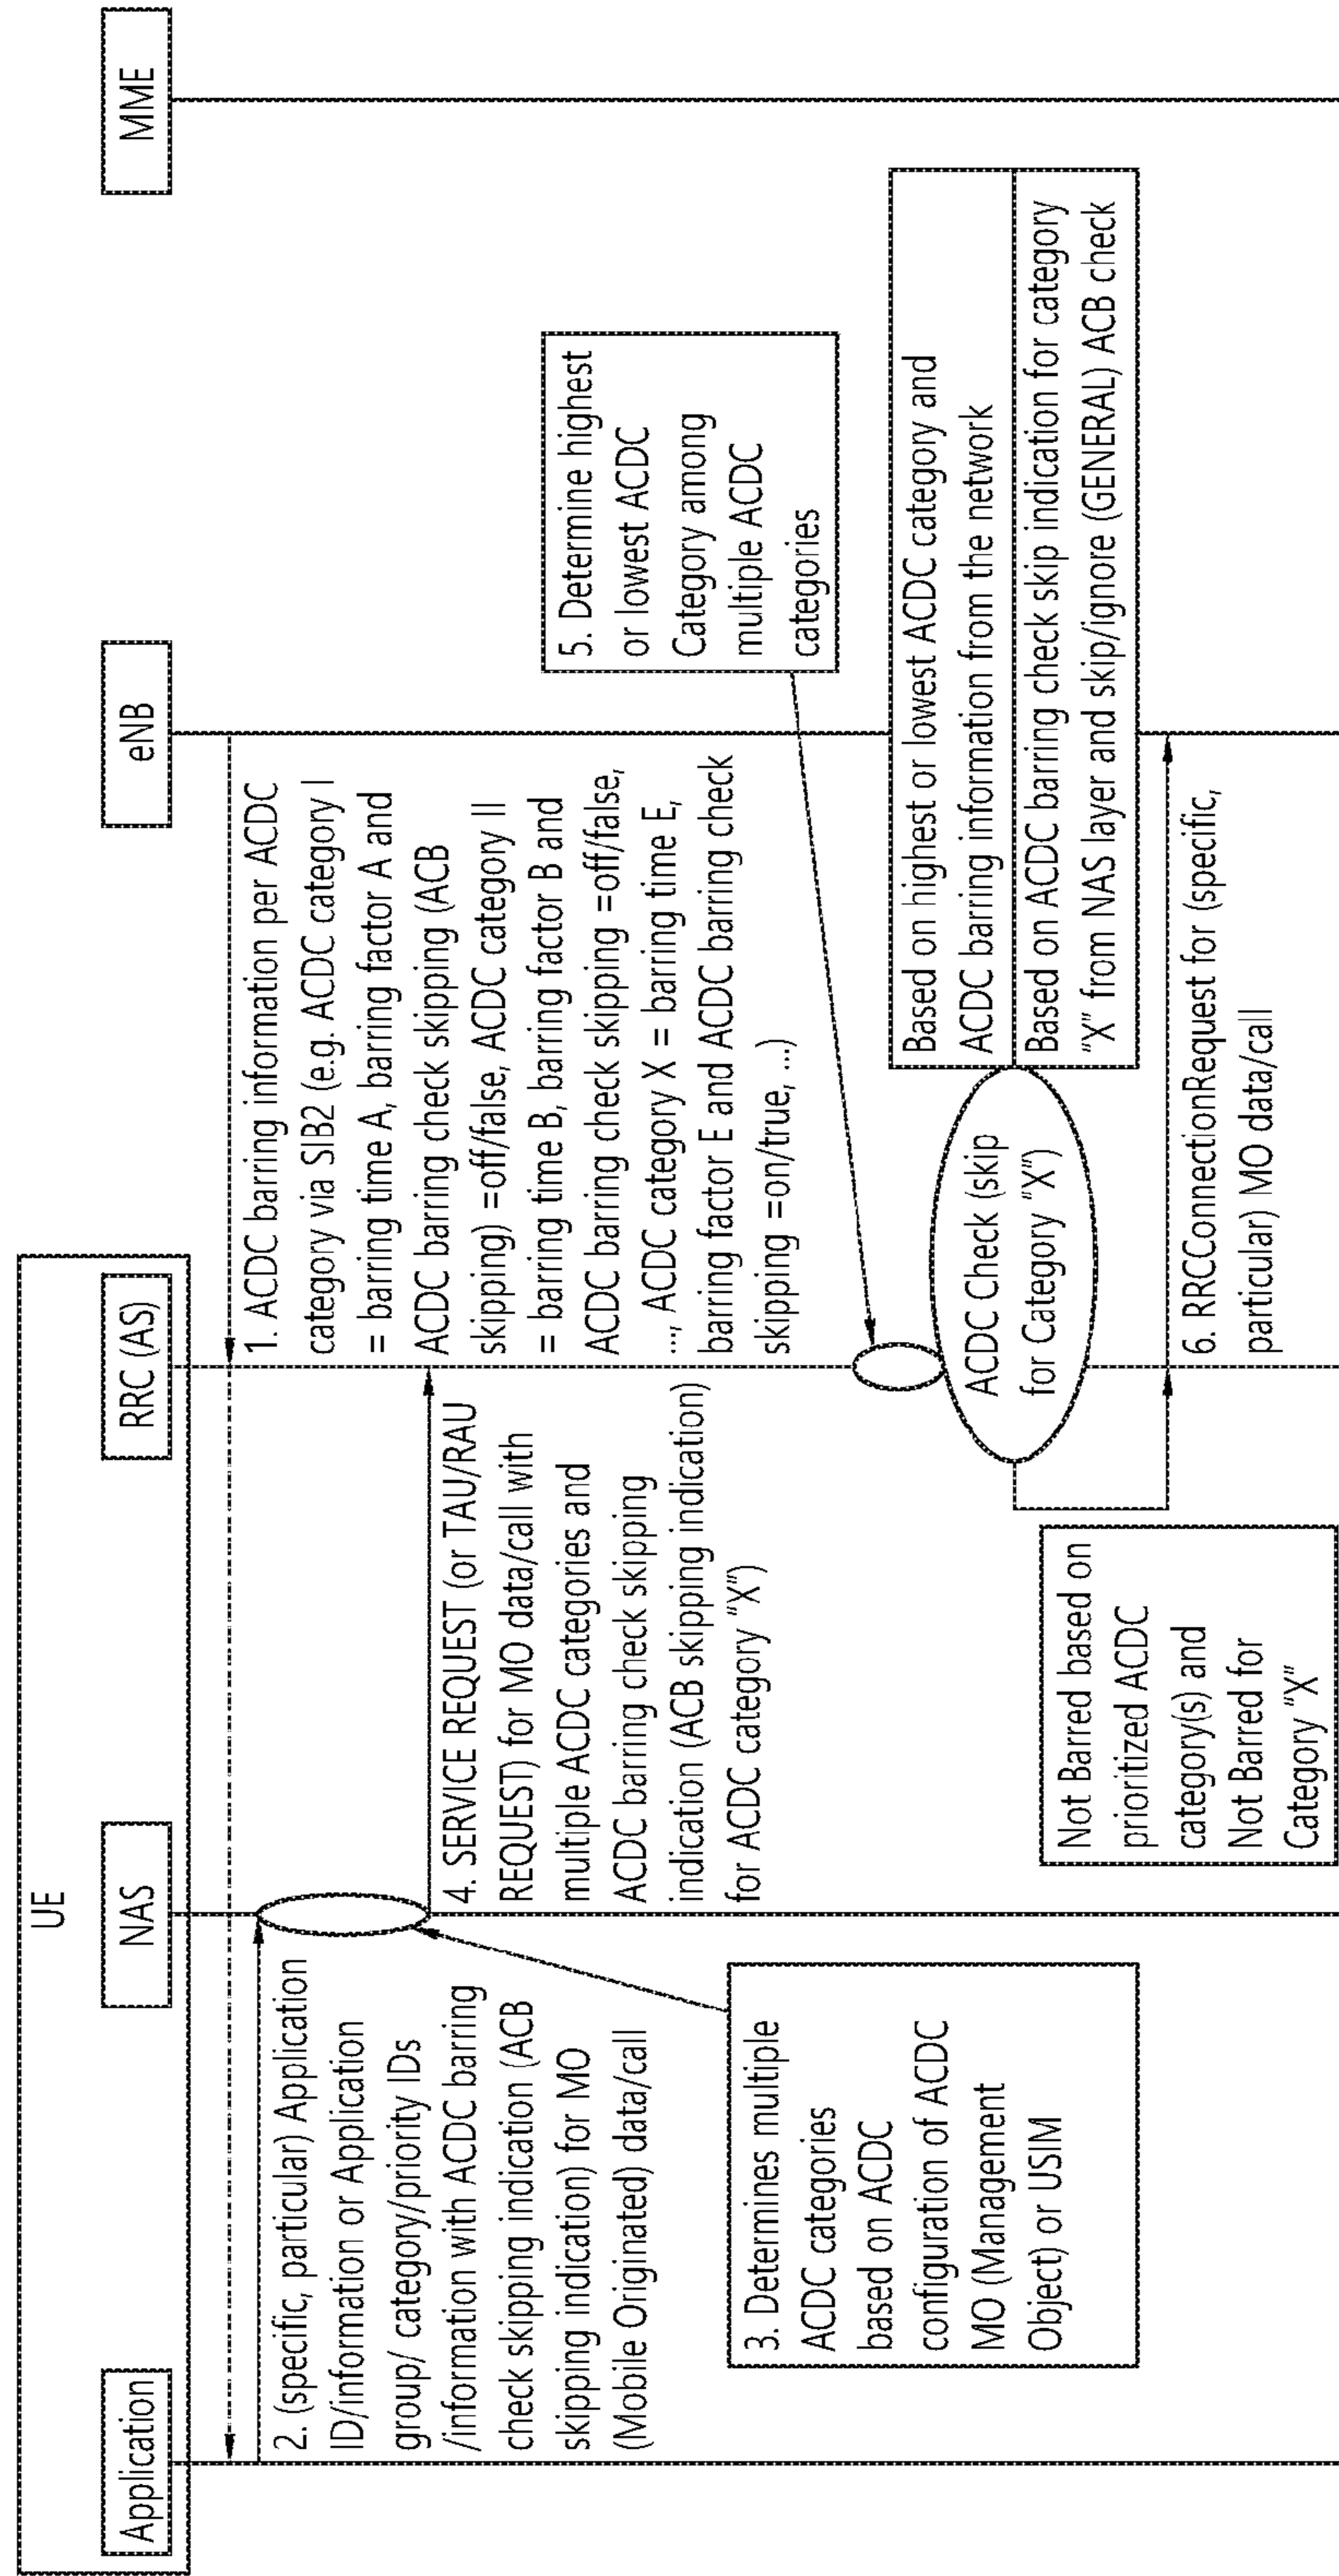 UE
Application
NAS
RRC (AS)
eNB
MME
1. ACDC barring information per ACDC
category via SIB2 (e.g. ACDC category I
= barring time A, barring factor A and
ACDC barring check skipping (ACB
skipping) =off/false, ACDC category II
= barring time B, barring factor B and
ACDC barring check skipping =off/false,
..., ACDC category X = barring time E,
barring factor E and ACDC barring check
skipping =on/true, ...)
2. (specific, particular) Application
ID/information or Application
group/ category/priority IDs
/information with ACDC barring
check skipping indication (ACB
skipping indication) for MO
(Mobile Originated) data/call
3. Determines multiple
ACDC categories
based on ACDC
configuration of ACDC
MO (Management
Object) or USIM
4. SERVICE REQUEST (or TAU/RAU
REQUEST) for MO data/call with
multiple ACDC categories and
ACDC barring check skipping
indication (ACB skipping indication)
for ACDC category "X")
5. Determine highest
or lowest ACDC
Category among
multiple ACDC
categories
ACDC Check (skip
for Category "X")
Based on highest or lowest ACDC category and
ACDC barring information from the network
Based on ACDC barring check skip indication for category
"X" from NAS layer and skip/ignore (GENERAL) ACB check
Not Barred based on
prioritized ACDC
category(s) and
Not Barred for
Category "X"
6. RRCConnectionRequest for (specific,
particular) MO data/call